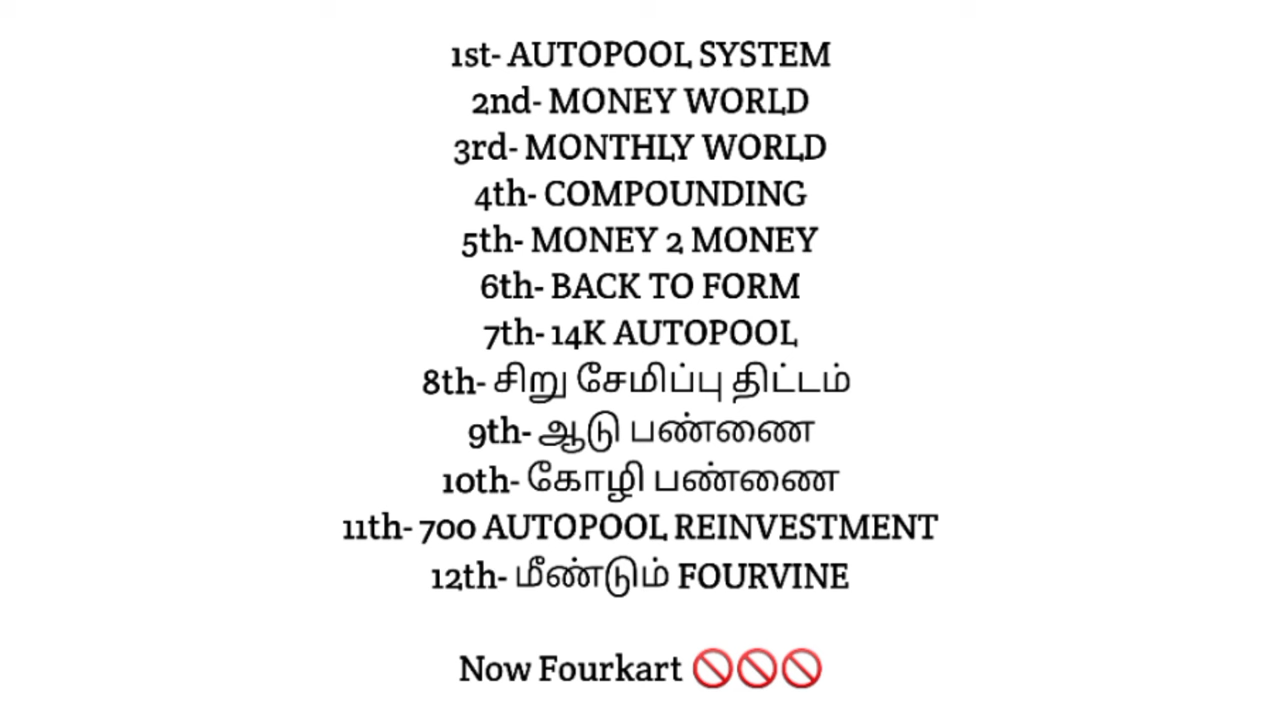 1st- AUTOPOOL SYSTEM
2nd- MONEY WORLD
3rd- MONTHLY WORLD
4th- COMPOUNDING
5th- MONEY 2 MONEY
6th- BACK TO FORM
7th- 14K AUTOPOOL
8th- சிறு சேமிப்பு திட்டம்
9th- ஆடு பண்ணை
10th- கோழி பண்ணை
11th- 700 AUTOPOOL REINVESTMENT
12th- மீண்டும் FOURVINE
Now Fourkart 🚫🚫🚫